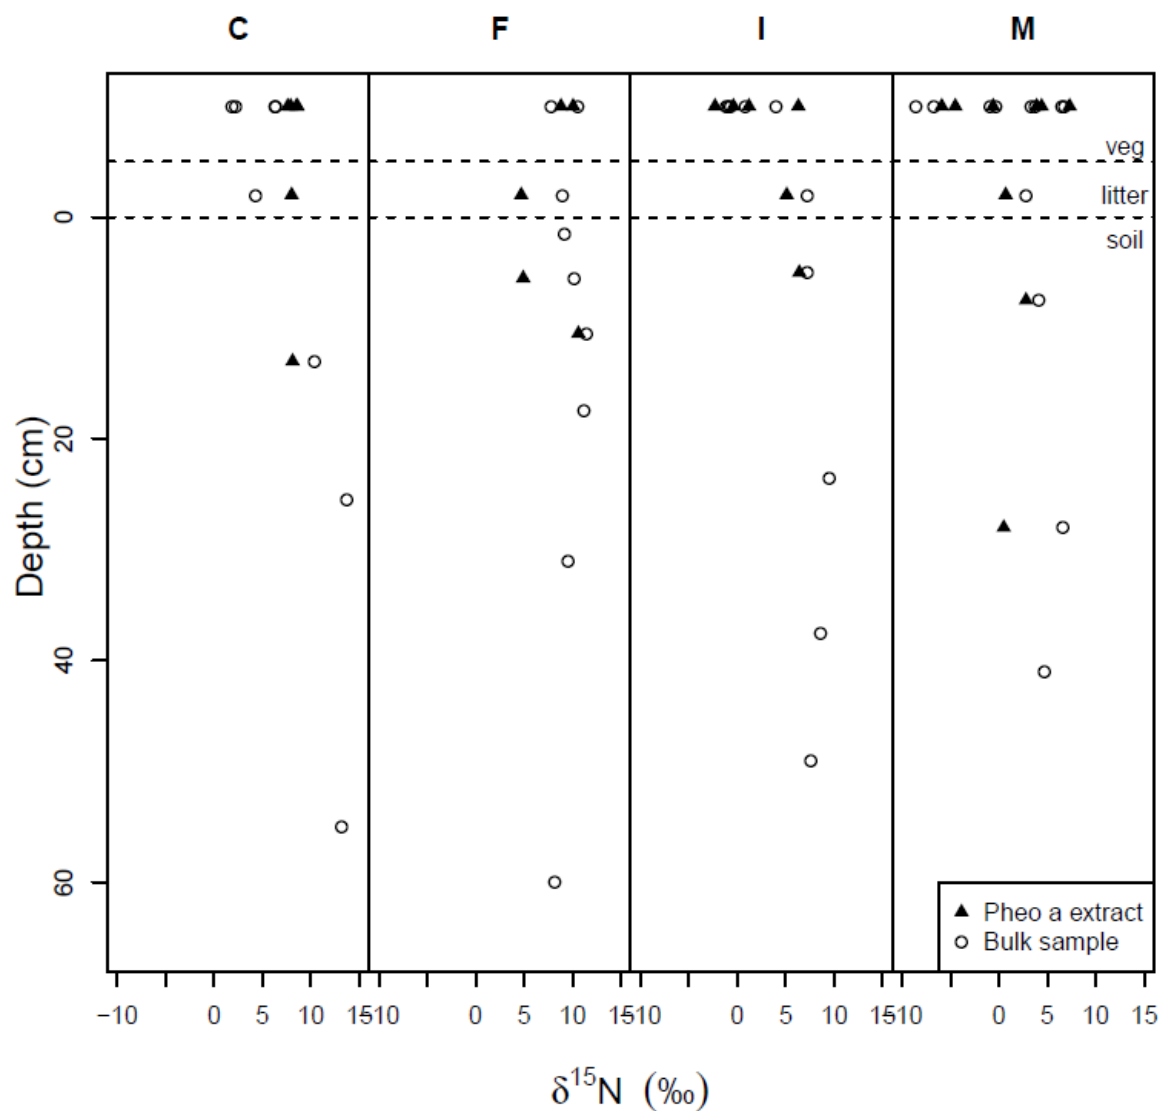 C F I M
veg
litter
soil
0
20
40
60
Depth (cm)
Pheo a extract
Bulk sample
−10 0 5 10 15 −10 0 5 10 15 −10 0 5 10 15 −10 0 5 10 15
δ¹⁵N (‰)